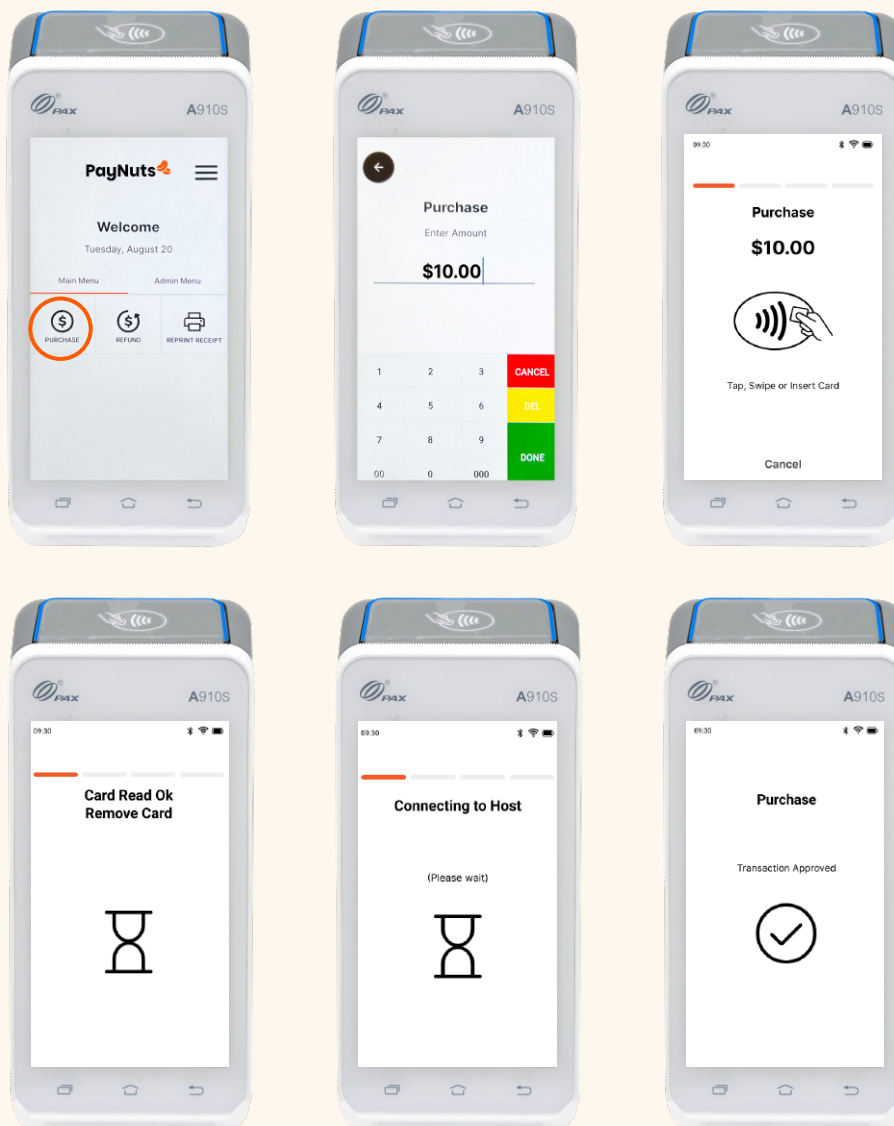 PAX A910S
PayNuts
Welcome
Tuesday, August 20
Main Menu Admin Menu
PURCHASE REFUND REPRINT RECEIPT
PAX A910S
Purchase
Enter Amount
$10.00
1 2 3 CANCEL
4 5 6 DEL
7 8 9
DONE
00 0 000
PAX A910S
09:30
Purchase
$10.00
Tap, Swipe or Insert Card
Cancel
PAX A910S
09:30
Card Read Ok
Remove Card
PAX A910S
09:30
Connecting to Host
(Please wait)
PAX A910S
09:30
Purchase
Transaction Approved